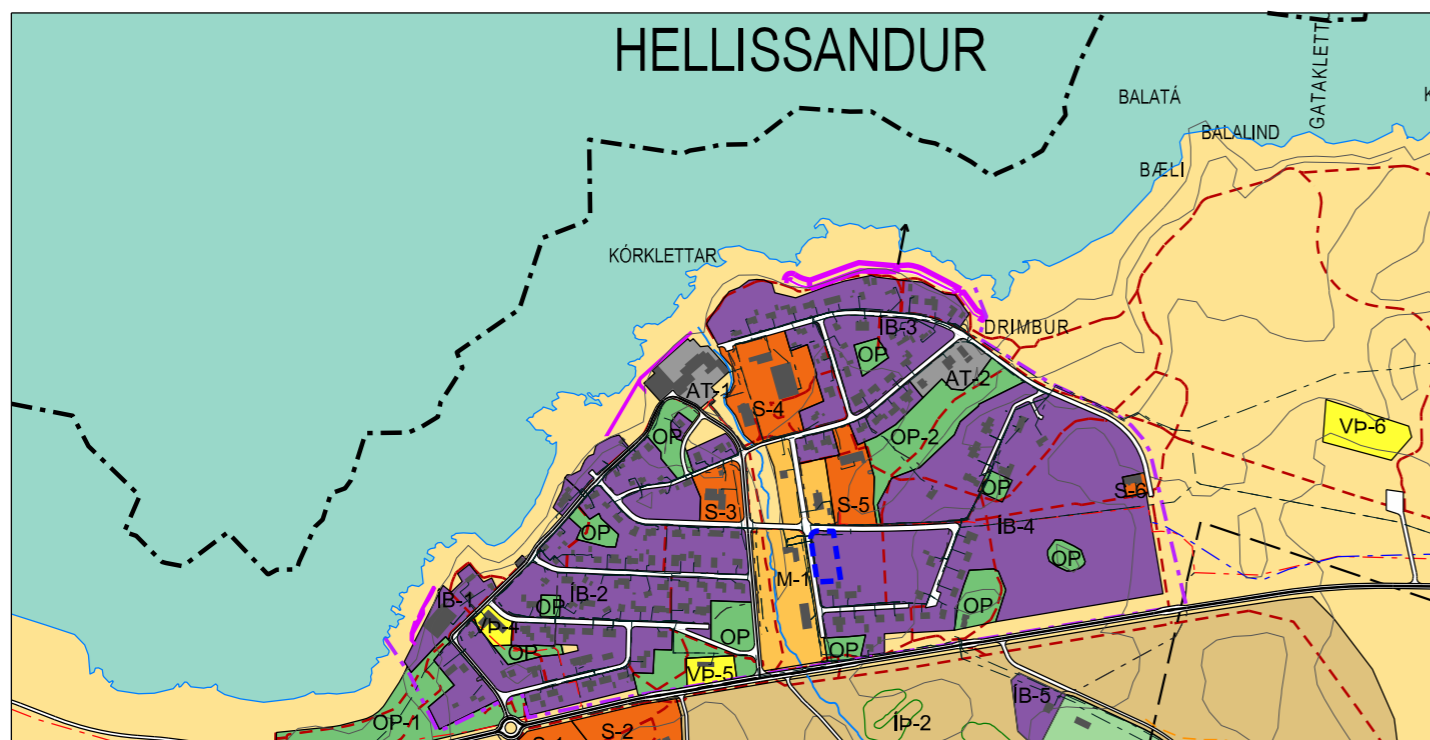 HELLISSANDUR
GATAKLETTU
BALATÁ
K
BALALIND
BÆLI
KÓRKLETTAR
DRIMBUR
ÍB-3
OP
AT-2
AT-1
S-4
OP
OP-2
VÞ-6
OP
S-6
S-3
S-5
OP
ÍB-4
OP
M-1
ÍB-2
ÍB-1
OP
OP
VÞ-4
OP
OP
OP
VÞ-5
ÍB-5
OP-1
ÍÞ-2
S-1
S-2